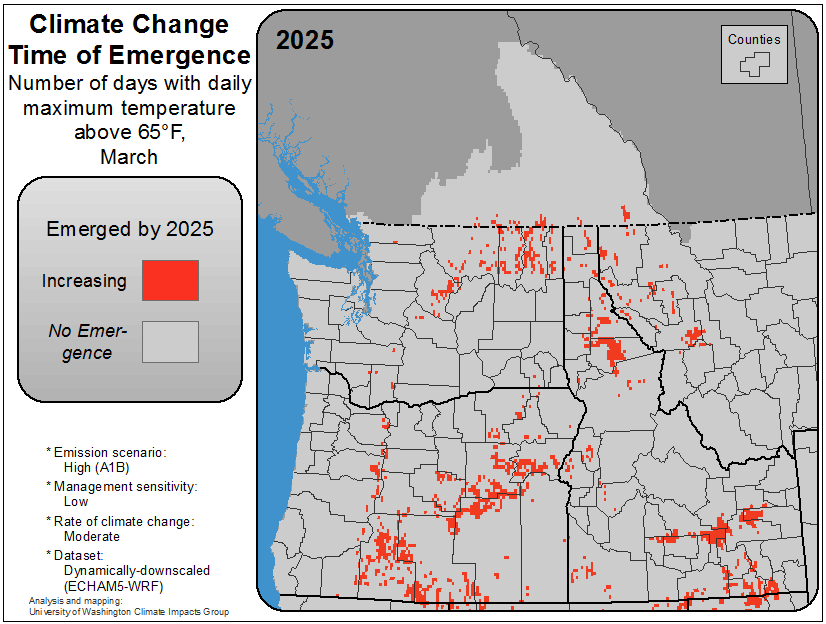 Climate Change
Time of Emergence
Number of days with daily
maximum temperature
above 65°F,
March
Emerged by 2025
Increasing
No Emer-
gence
* Emission scenario:
High (A1B)
* Management sensitivity:
Low
* Rate of climate change:
Moderate
* Dataset:
Dynamically-downscaled
(ECHAM5-WRF)
Analysis and mapping:
University of Washington Climate Impacts Group
2025
Counties